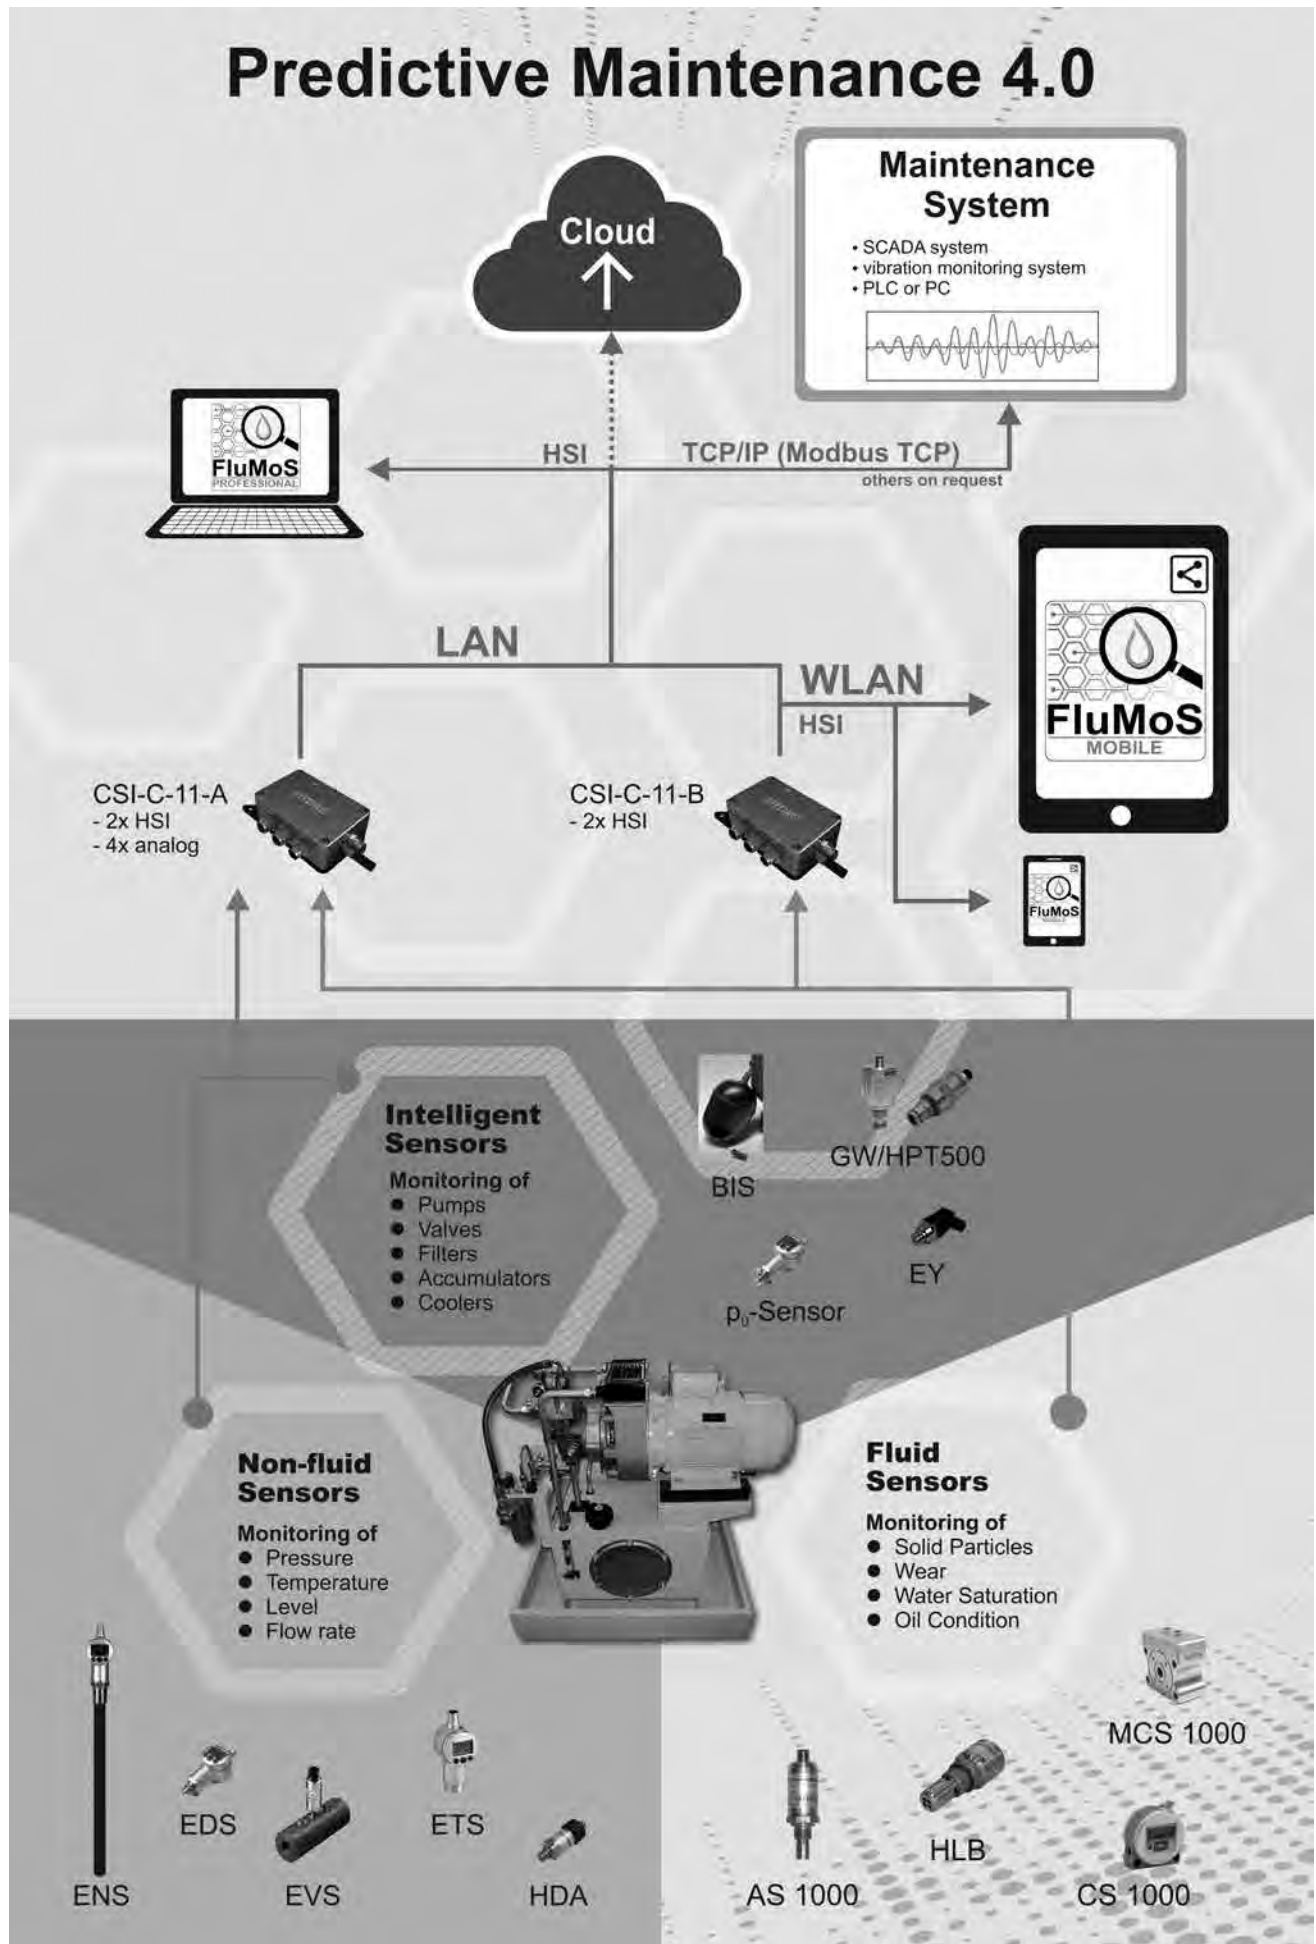 Predictive Maintenance 4.0
Cloud
Maintenance
System
• SCADA system
• vibration monitoring system
• PLC or PC
HSI
TCP/IP (Modbus TCP)
others on request
FluMoS
PROFESSIONAL
LAN
WLAN
HSI
FluMoS
MOBILE
CSI-C-11-A
- 2x HSI
- 4x analog
CSI-C-11-B
- 2x HSI
FluMoS
Intelligent
Sensors
Monitoring of
● Pumps
● Valves
● Filters
● Accumulators
● Coolers
BIS
GW/HPT500
EY
p₀-Sensor
Non-fluid
Sensors
Monitoring of
● Pressure
● Temperature
● Level
● Flow rate
Fluid
Sensors
Monitoring of
● Solid Particles
● Wear
● Water Saturation
● Oil Condition
MCS 1000
EDS
ETS
HLB
ENS
EVS
HDA
AS 1000
CS 1000